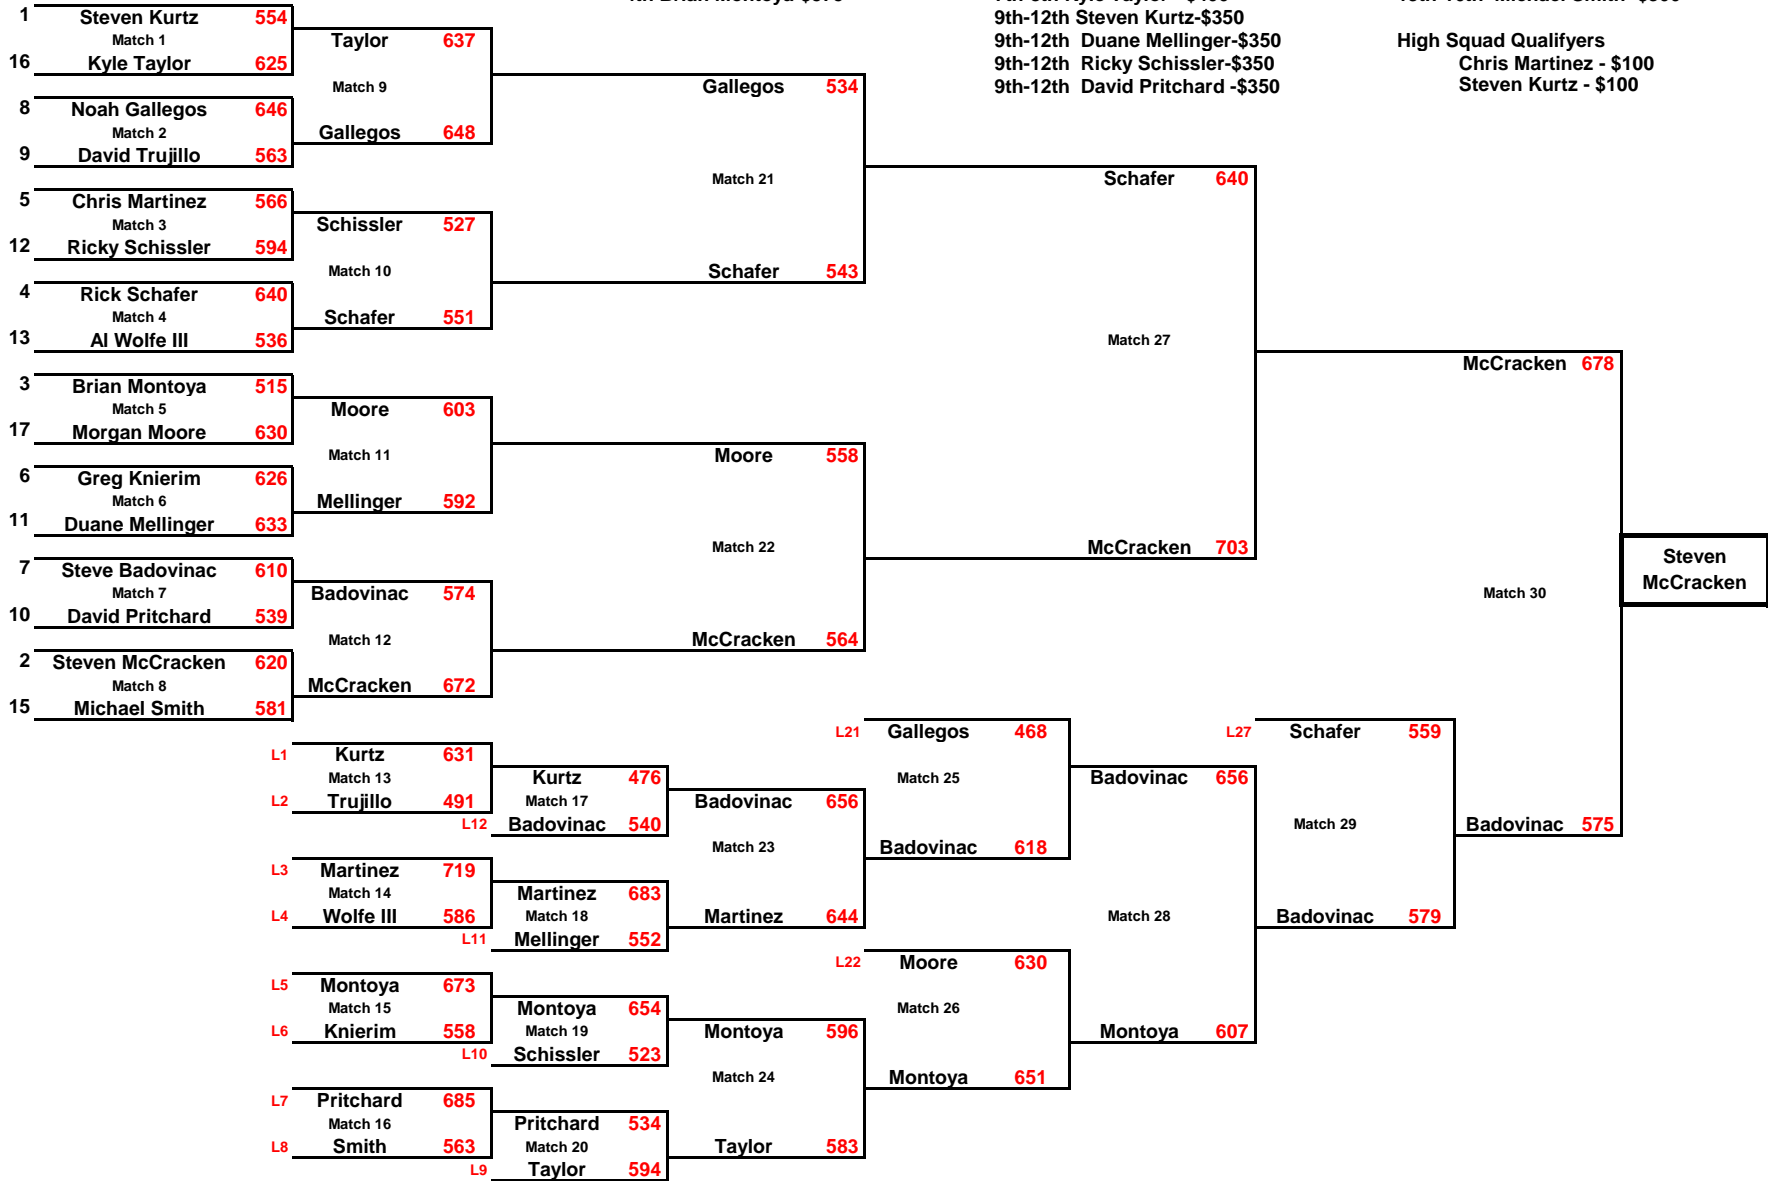 9th-12th Steven Kurtz-$350
9th-12th Duane Mellinger-$350
9th-12th Ricky Schissler-$350
9th-12th David Pritchard -$350
High Squad Qualifyers
Chris Martinez - $100
Steven Kurtz - $100
1 Steven Kurtz 554
Match 1
16 Kyle Taylor 625
8 Noah Gallegos 646
Match 2
9 David Trujillo 563
5 Chris Martinez 566
Match 3
12 Ricky Schissler 594
4 Rick Schafer 640
Match 4
13 Al Wolfe III 536
3 Brian Montoya 515
Match 5
17 Morgan Moore 630
6 Greg Knierim 626
Match 6
11 Duane Mellinger 633
7 Steve Badovinac 610
Match 7
10 David Pritchard 539
2 Steven McCracken 620
Match 8
15 Michael Smith 581
Taylor 637
Match 9
Gallegos 648
Schissler 527
Match 10
Schafer 551
Moore 603
Match 11
Mellinger 592
Badovinac 574
Match 12
McCracken 672
Gallegos 534
Match 21
Schafer 543
Moore 558
Match 22
McCracken 564
Schafer 640
Match 27
McCracken 703
McCracken 678
Match 30
Badovinac 575
Steven
McCracken
L1 Kurtz 631
Match 13
L2 Trujillo 491
L3 Martinez 719
Match 14
L4 Wolfe III 586
L5 Montoya 673
Match 15
L6 Knierim 558
L7 Pritchard 685
Match 16
L8 Smith 563
Kurtz 476
Match 17
L12 Badovinac 540
Martinez 683
Match 18
L11 Mellinger 552
Montoya 654
Match 19
L10 Schissler 523
Pritchard 534
Match 20
L9 Taylor 594
Badovinac 656
Match 23
Martinez 644
Montoya 596
Match 24
Taylor 583
L21 Gallegos 468
Match 25
Badovinac 618
L22 Moore 630
Match 26
Montoya 651
Badovinac 656
Match 28
Montoya 607
L27 Schafer 559
Match 29
Badovinac 579